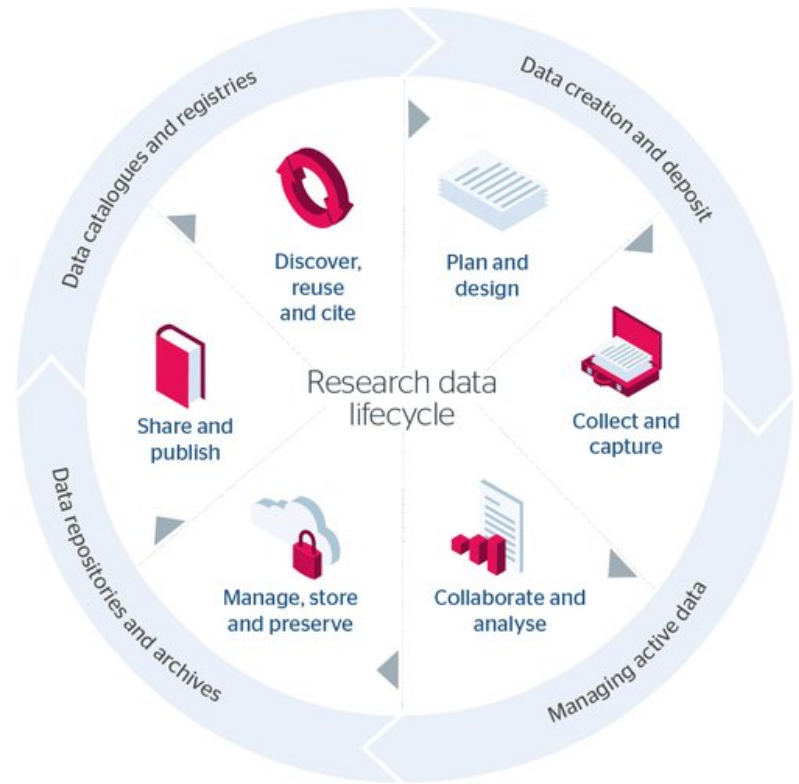 Data catalogues and registries
Data creation and deposit
Discover,
reuse
and cite
Plan and
design
Research data
lifecycle
Share and
publish
Collect and
capture
Manage, store
and preserve
Collaborate and
analyse
Data repositories and archives
Managing active data